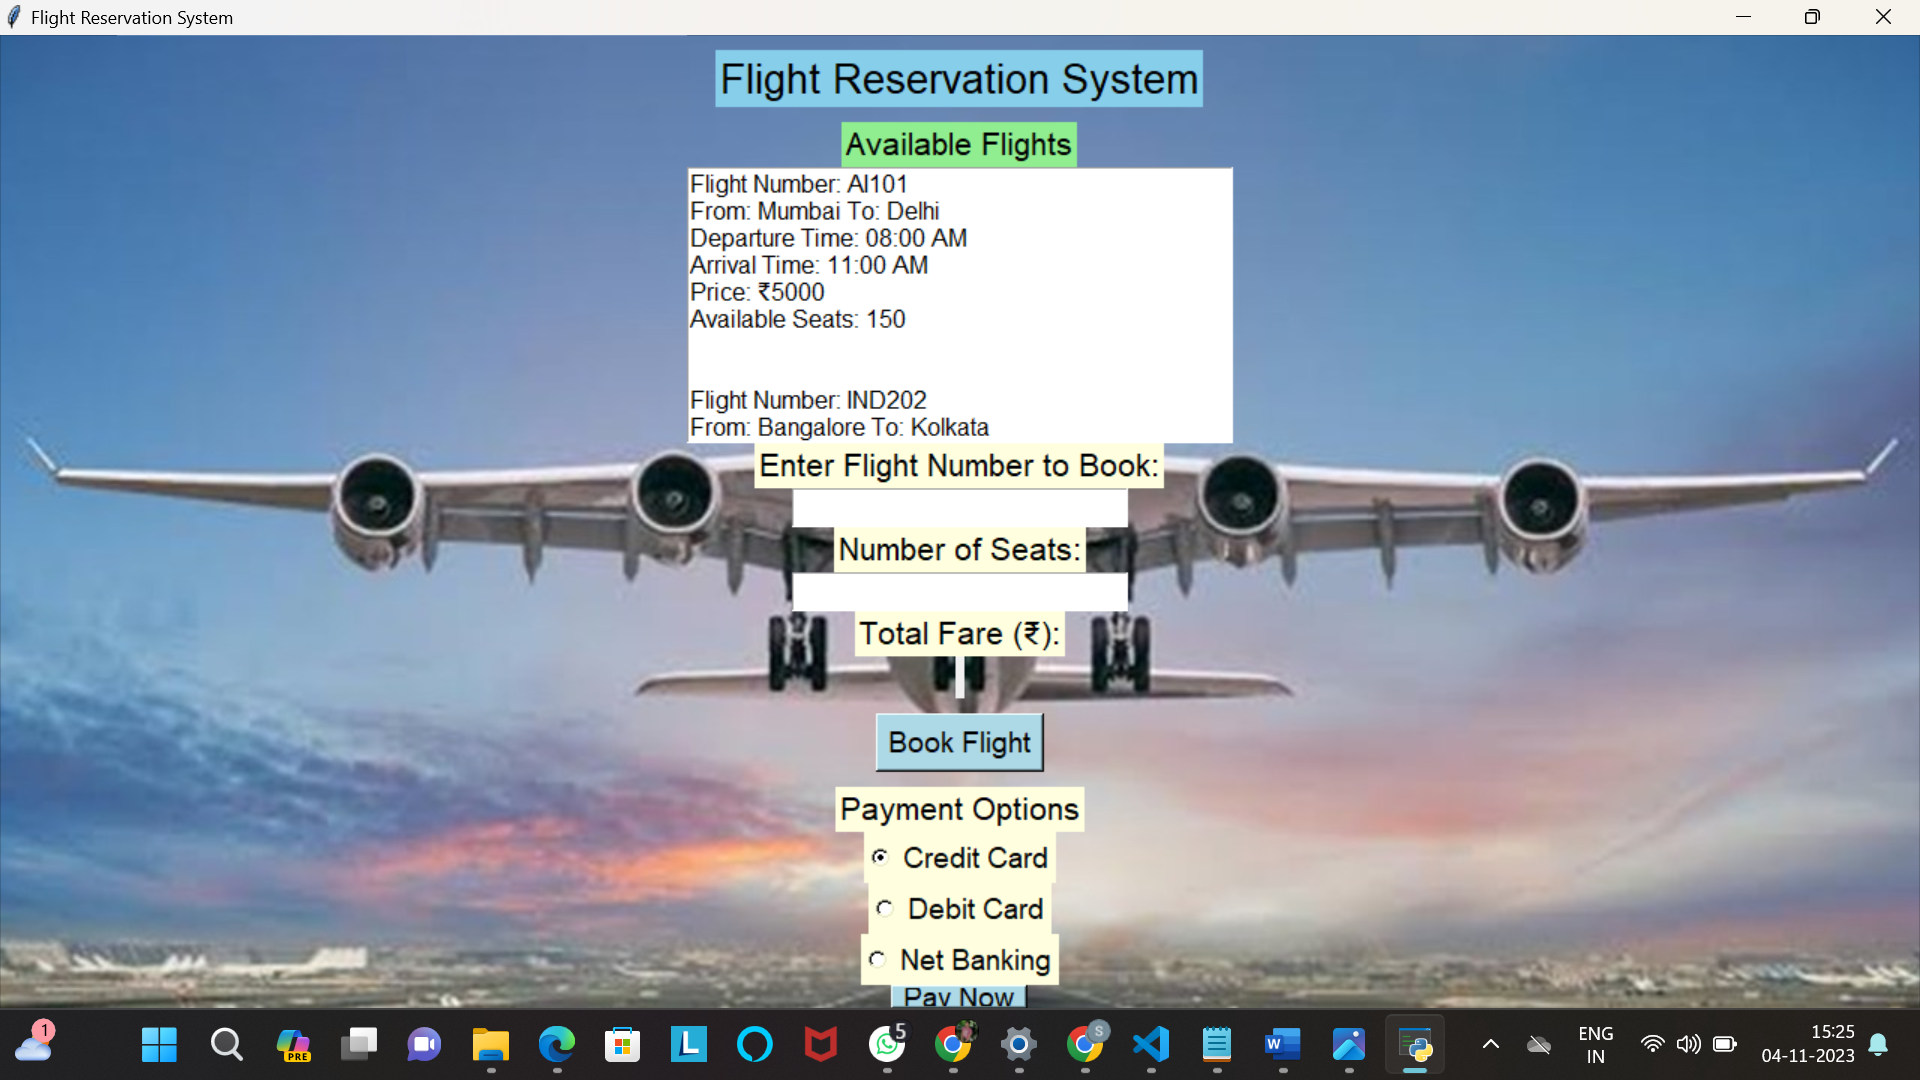 Flight Reservation System
Flight Reservation System
Available Flights
Flight Number: AI101
From: Mumbai To: Delhi
Departure Time: 08:00 AM
Arrival Time: 11:00 AM
Price: ₹5000
Available Seats: 150
Flight Number: IND202
From: Bangalore To: Kolkata
Enter Flight Number to Book:
Number of Seats:
Total Fare (₹):
Book Flight
Payment Options
Credit Card
Debit Card
Net Banking
Pay Now
1
PRE
L
5
S
W
ENG
IN
15:25
04-11-2023